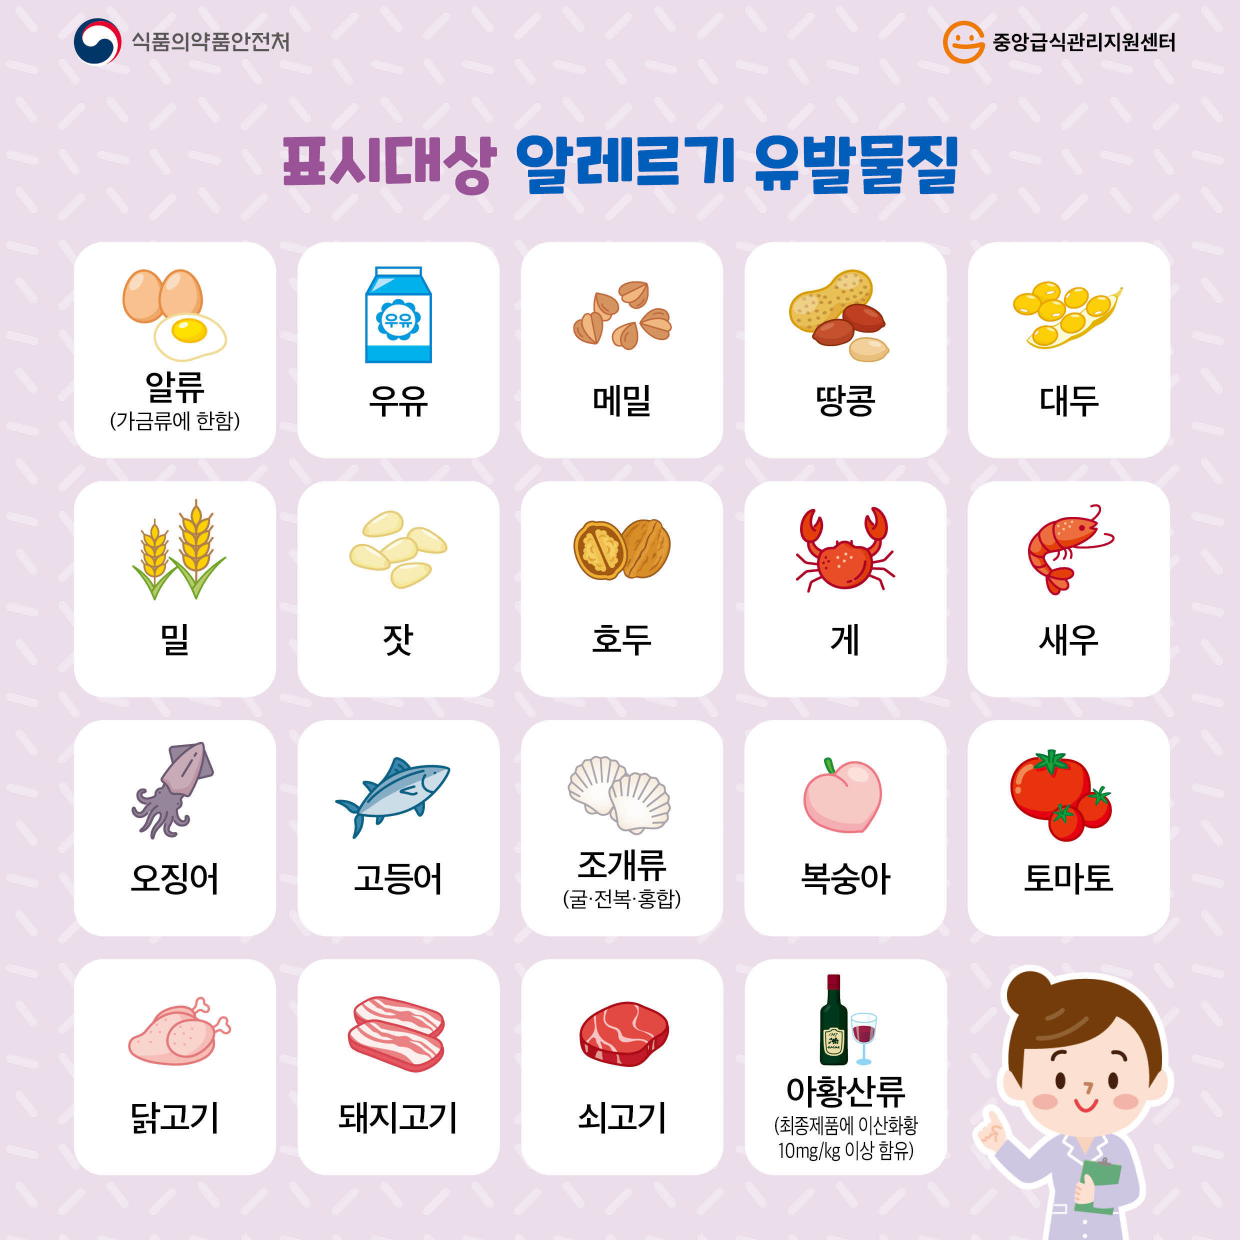 식품의약품안전처
중앙급식관리지원센터
표시대상 알레르기 유발물질
알류
(가금류에 한함)
우유
우유
메밀
땅콩
대두
밀
잣
호두
게
새우
오징어
고등어
조개류
(굴·전복·홍합)
복숭아
토마토
닭고기
돼지고기
쇠고기
아황산류
(최종제품에 이산화황
10mg/kg 이상 함유)